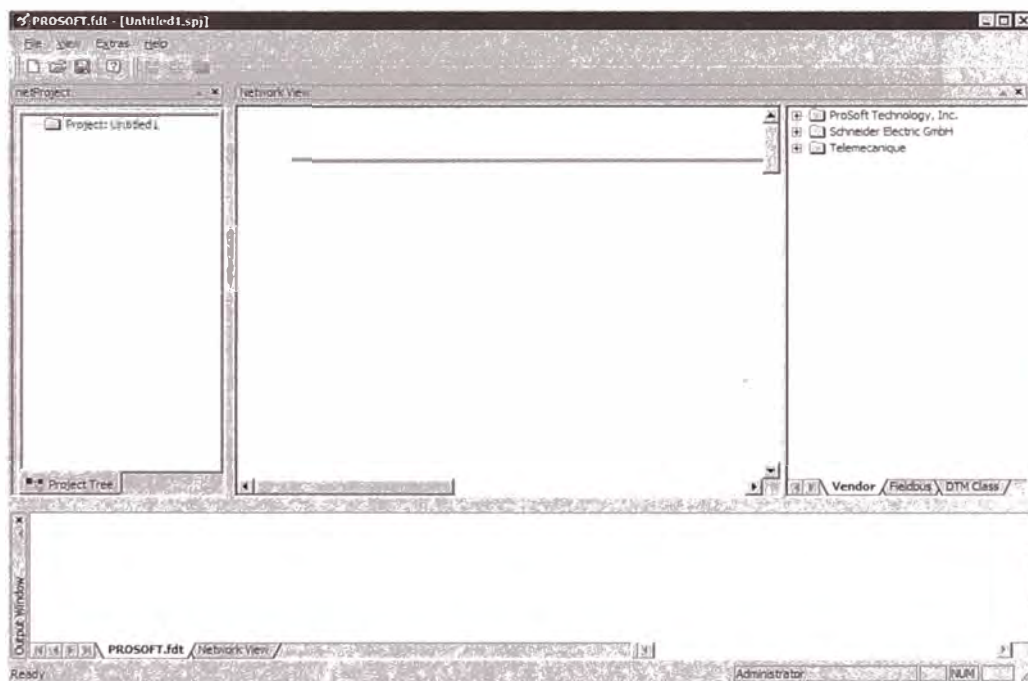 PROSOFT.fdt - [Untitled1.spj]
File View Extras Help
netProject
Network View
Project: Untitled1
ProSoft Technology, Inc.
Schneider Electric GmbH
Telemecanique
Project Tree
Vendor Fieldbus DTM Class
Output Window
PROSOFT.fdt Network View
Ready
Administrator
NUM